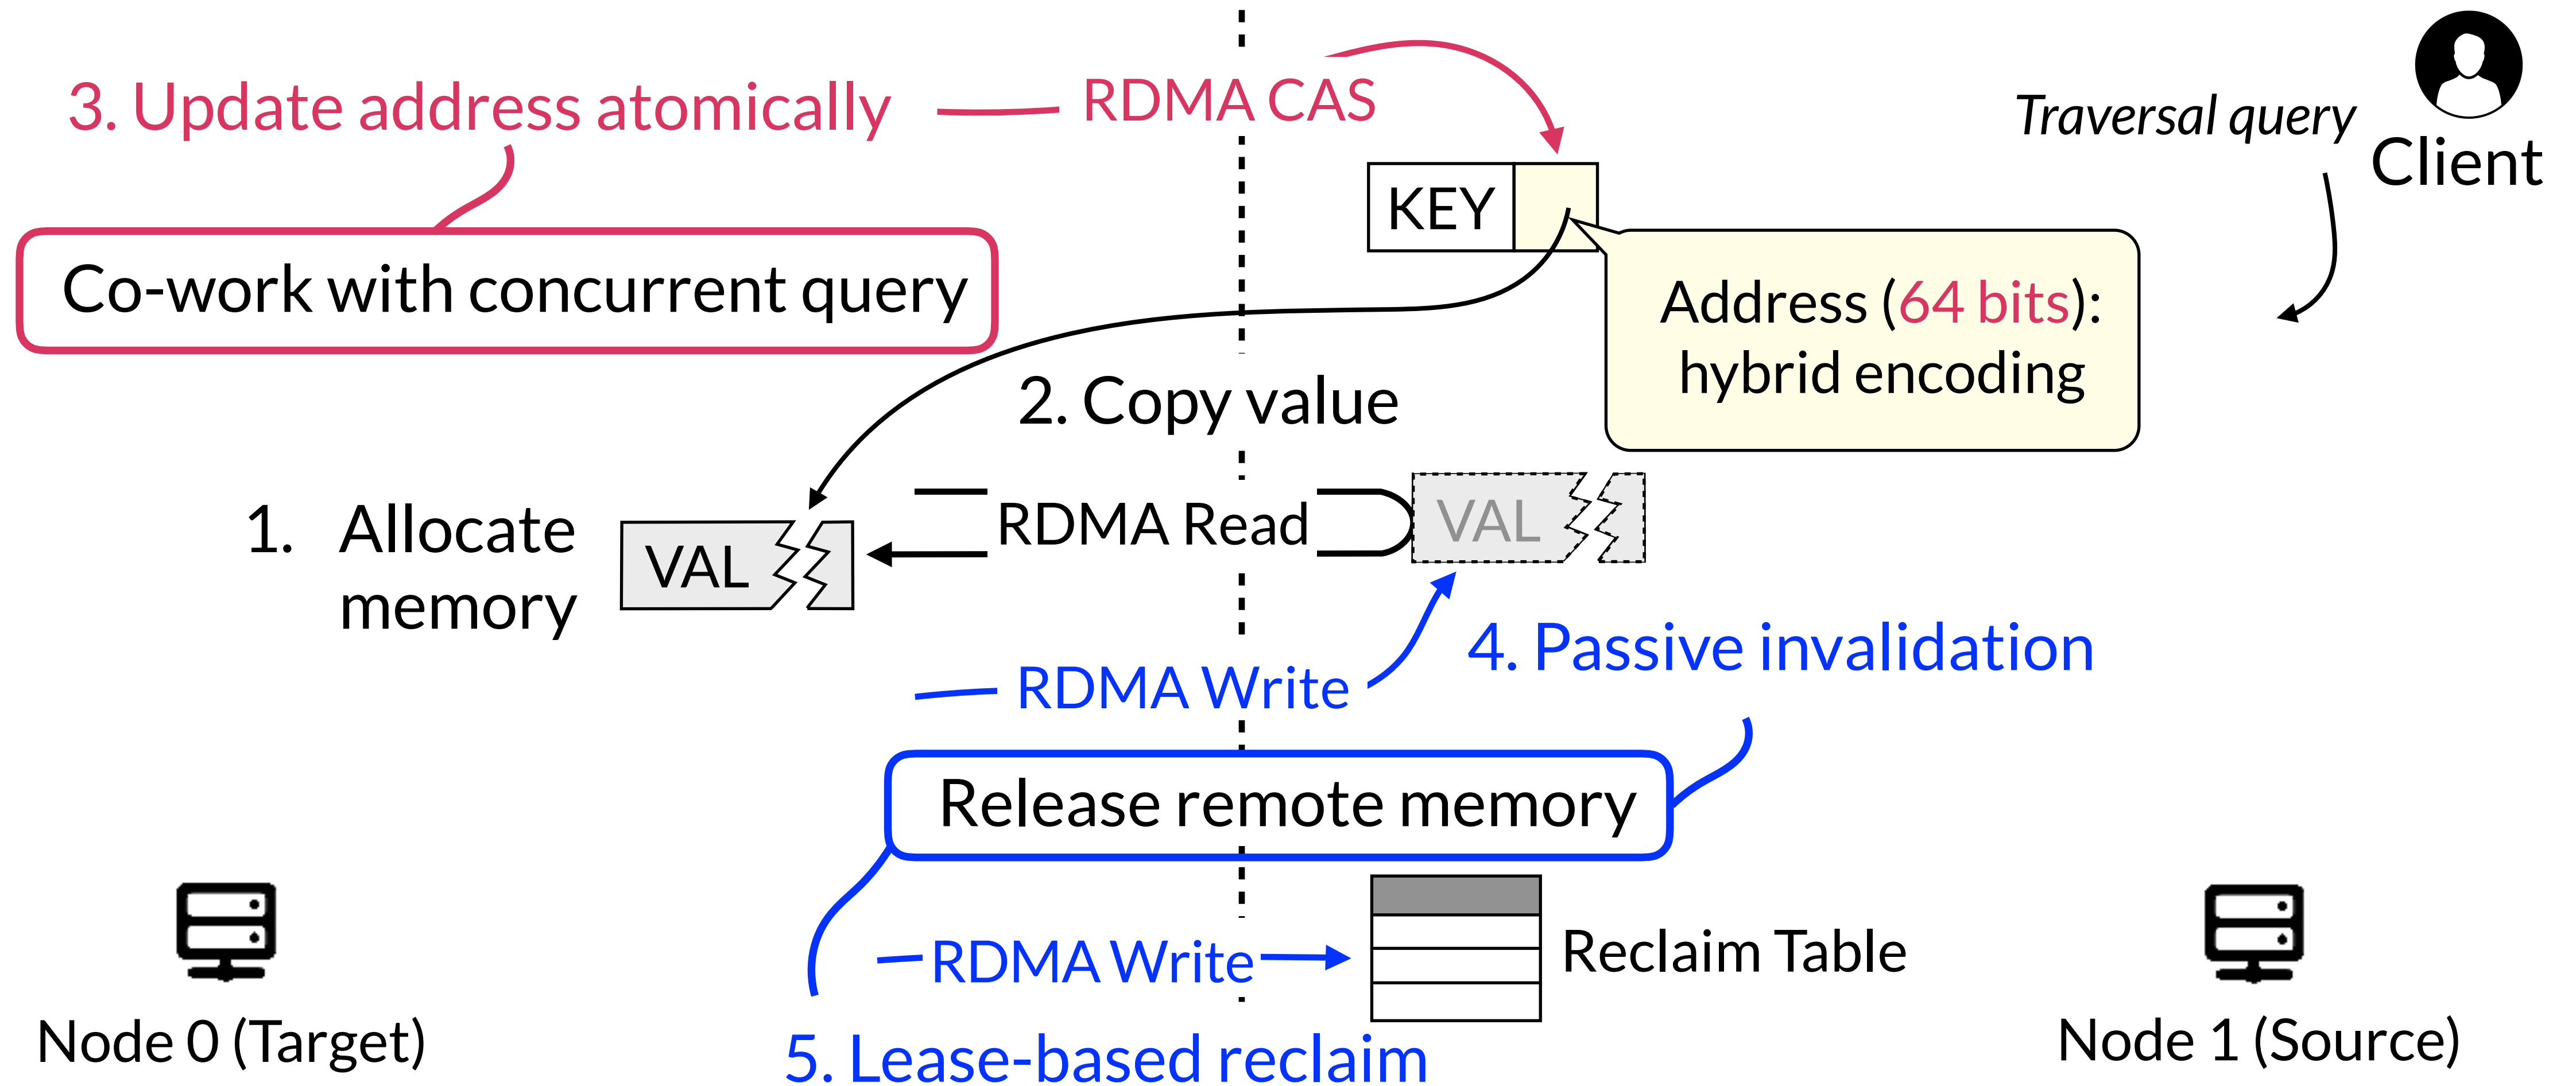 3. Update address atomically
RDMA CAS
Traversal query
Client
KEY
Co-work with concurrent query
Address (64 bits):
hybrid encoding
2. Copy value
1. Allocate
memory
VAL
RDMA Read
VAL
RDMA Write
4. Passive invalidation
Release remote memory
RDMA Write
Reclaim Table
Node 0 (Target)
5. Lease-based reclaim
Node 1 (Source)